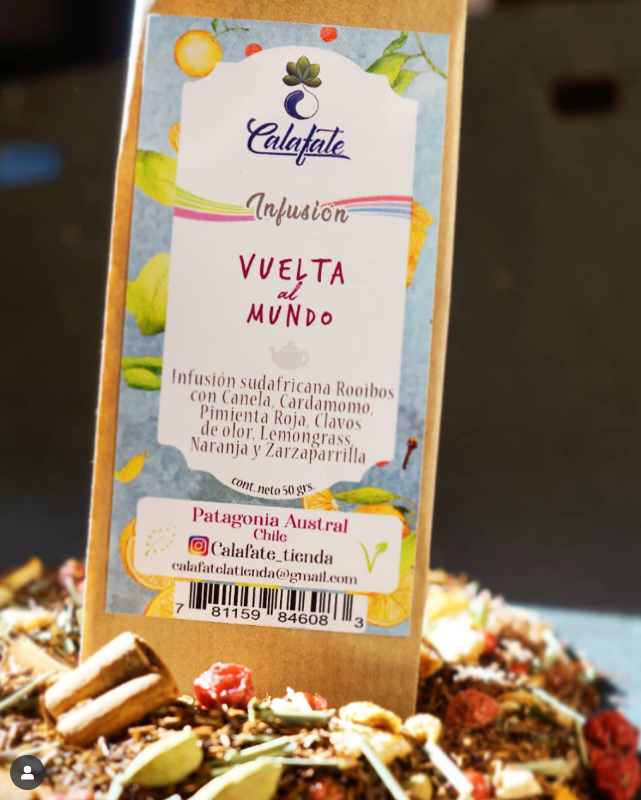 Calafate
Infusión
VUELTA
al
MUNDO
Infusión sudafricana Rooibos
con Canela, Cardamomo,
Pimienta Roja, Clavos
de olor, Lemongrass,
Naranja y Zarzaparrilla
cont. neto 50 grs.
Patagonia Austral
Chile
Calafate_tienda
calafatelatienda@gmail.com
7 81159 84608 3